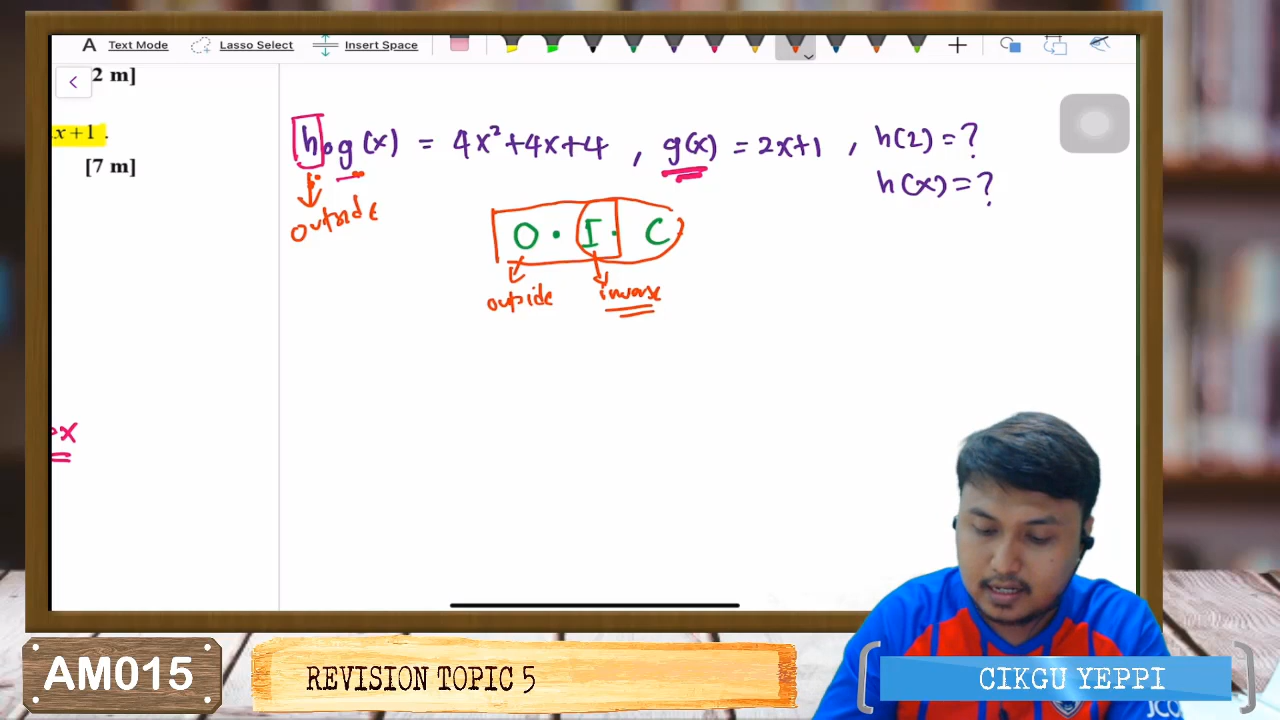 A Text Mode Lasso Select Insert Space
2 m]
x + 1 .
[7 m]
h∘g(x) = 4x² + 4x + 4 , g(x) = 2x + 1 , h(2) = ?
h(x) = ?
outside
O · I · C
outside inverse
x
AM015
REVISION TOPIC 5
CIKGU YEPPI